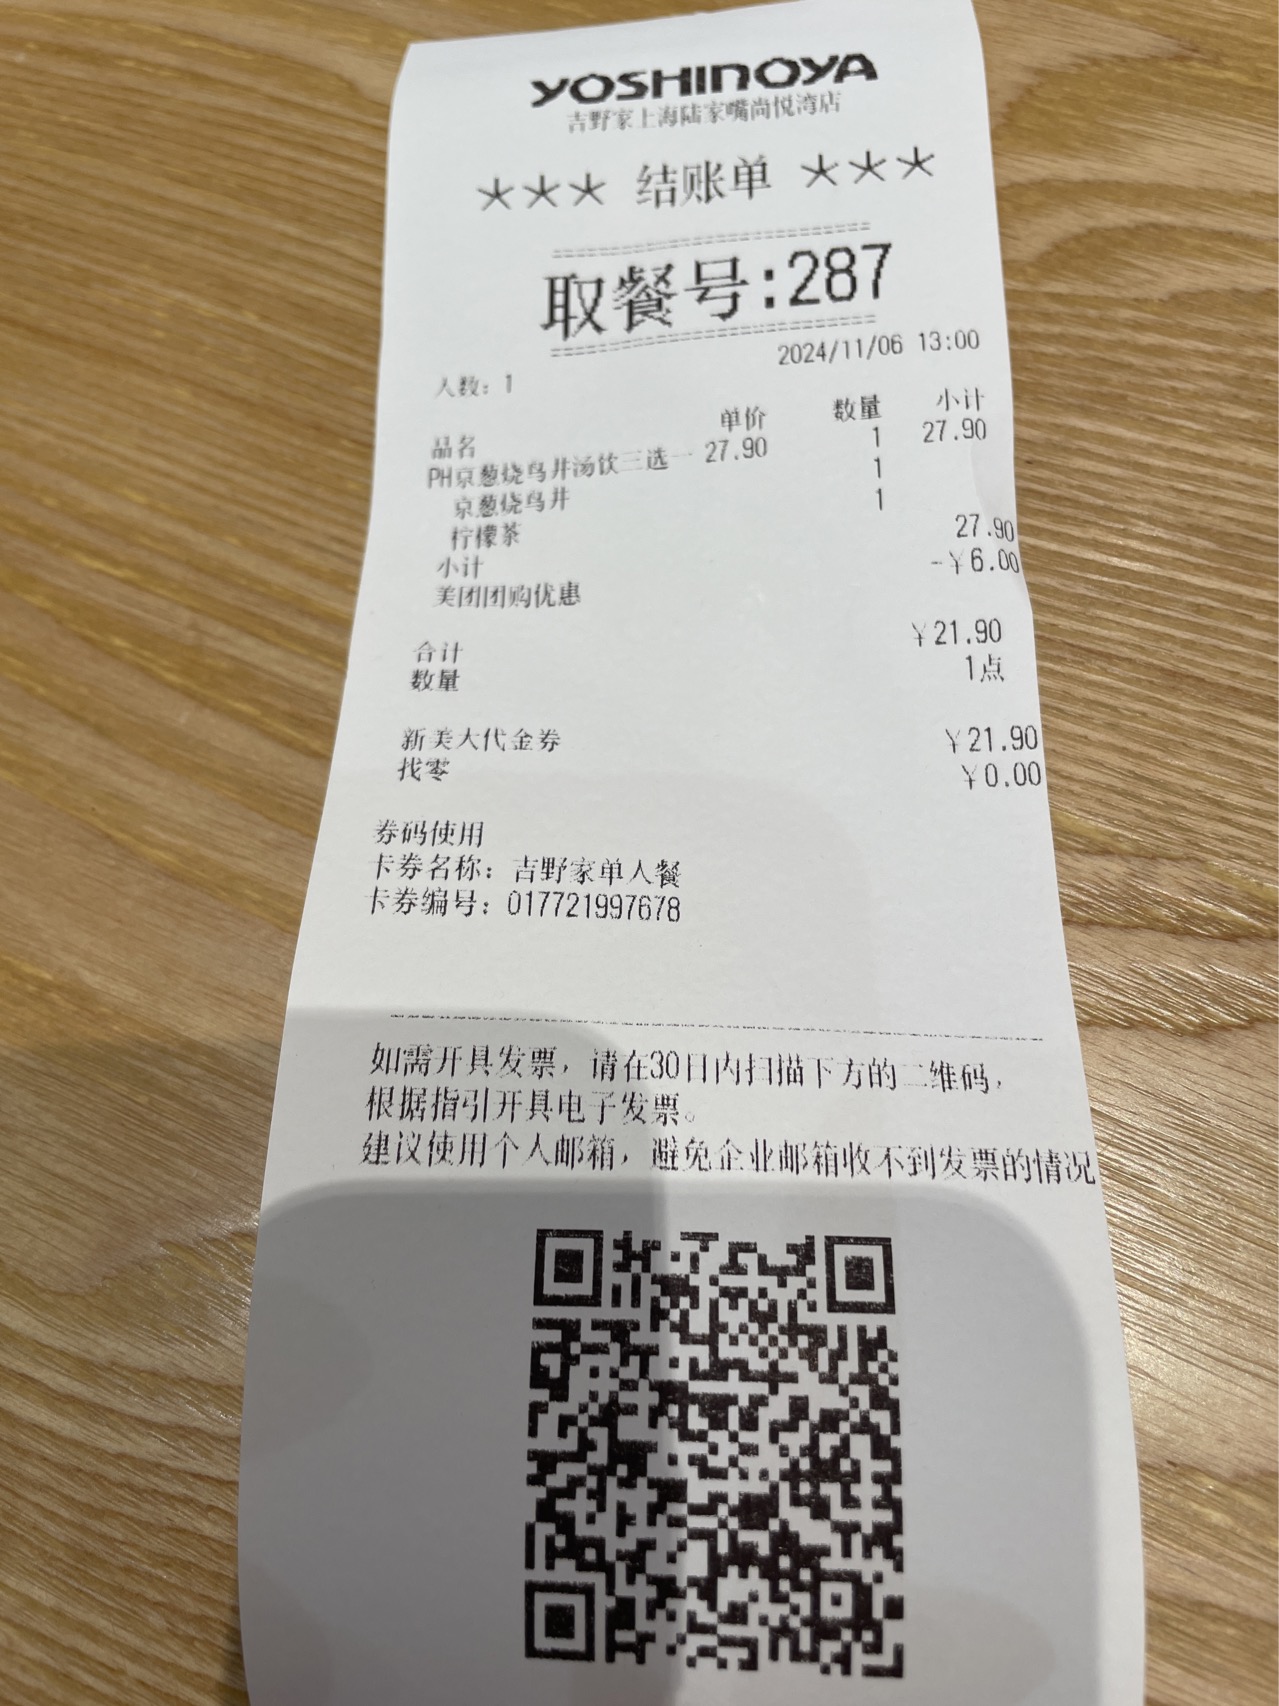 YOSHINOYA
吉野家上海陆家嘴尚悦湾店
*** 结账单 ***
取餐号:287
2024/11/06 13:00
人数: 1
品名 单价 数量 小计
PH京葱烧鸟丼汤饮三选一 27.90 1 27.90
京葱烧鸟丼 1
柠檬茶 1
小计 27.90
美团团购优惠 -¥6.00
合计 ¥21.90
数量 1点
新美大代金券 ¥21.90
找零 ¥0.00
券码使用
卡券名称: 吉野家单人餐
卡券编号: 017721997678
如需开具发票, 请在30日内扫描下方的二维码,
根据指引开具电子发票。
建议使用个人邮箱, 避免企业邮箱收不到发票的情况